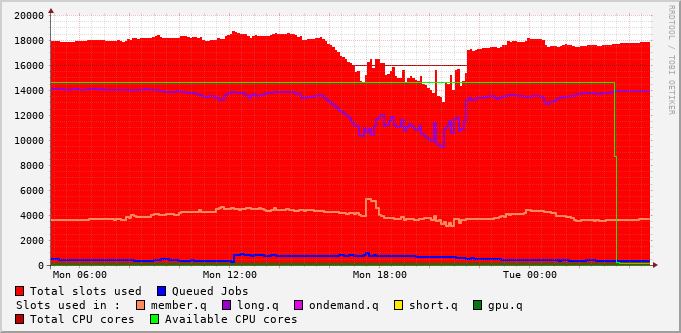 20000
18000
16000
14000
12000
10000
8000
6000
4000
2000
0
Mon 06:00 Mon 12:00 Mon 18:00 Tue 00:00
RRDTOOL / TOBI OETIKER
Total slots used Queued Jobs
Slots used in : member.q long.q ondemand.q short.q gpu.q
Total CPU cores Available CPU cores